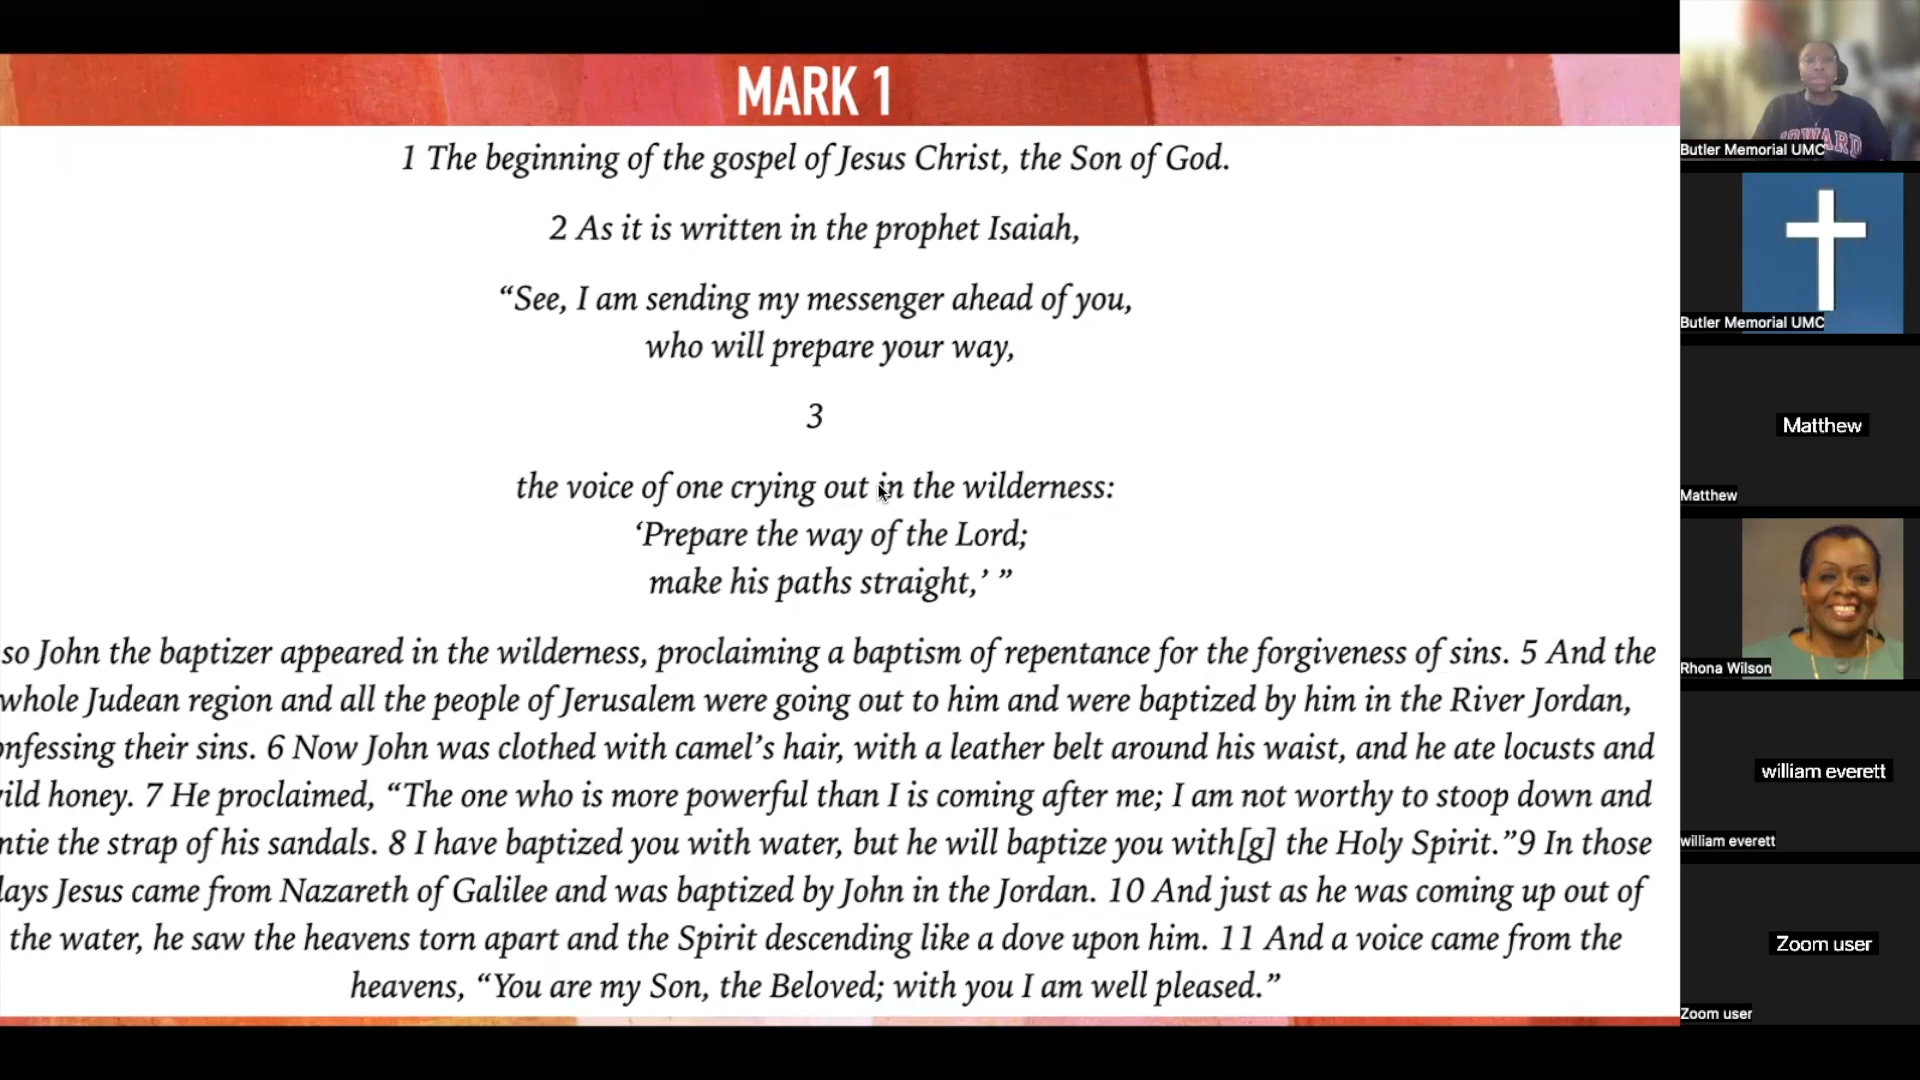 MARK 1
1 The beginning of the gospel of Jesus Christ, the Son of God.
2 As it is written in the prophet Isaiah,
“See, I am sending my messenger ahead of you,
who will prepare your way,
3
the voice of one crying out in the wilderness:
‘Prepare the way of the Lord;
make his paths straight,’ ”
so John the baptizer appeared in the wilderness, proclaiming a baptism of repentance for the forgiveness of sins. 5 And the
whole Judean region and all the people of Jerusalem were going out to him and were baptized by him in the River Jordan,
onfessing their sins. 6 Now John was clothed with camel’s hair, with a leather belt around his waist, and he ate locusts and
ild honey. 7 He proclaimed, “The one who is more powerful than I is coming after me; I am not worthy to stoop down and
ntie the strap of his sandals. 8 I have baptized you with water, but he will baptize you with[g] the Holy Spirit.”9 In those
days Jesus came from Nazareth of Galilee and was baptized by John in the Jordan. 10 And just as he was coming up out of
the water, he saw the heavens torn apart and the Spirit descending like a dove upon him. 11 And a voice came from the
heavens, “You are my Son, the Beloved; with you I am well pleased.”
HOWARD
Butler Memorial UMC
Butler Memorial UMC
Matthew
Matthew
Rhona Wilson
william everett
william everett
Zoom user
Zoom user